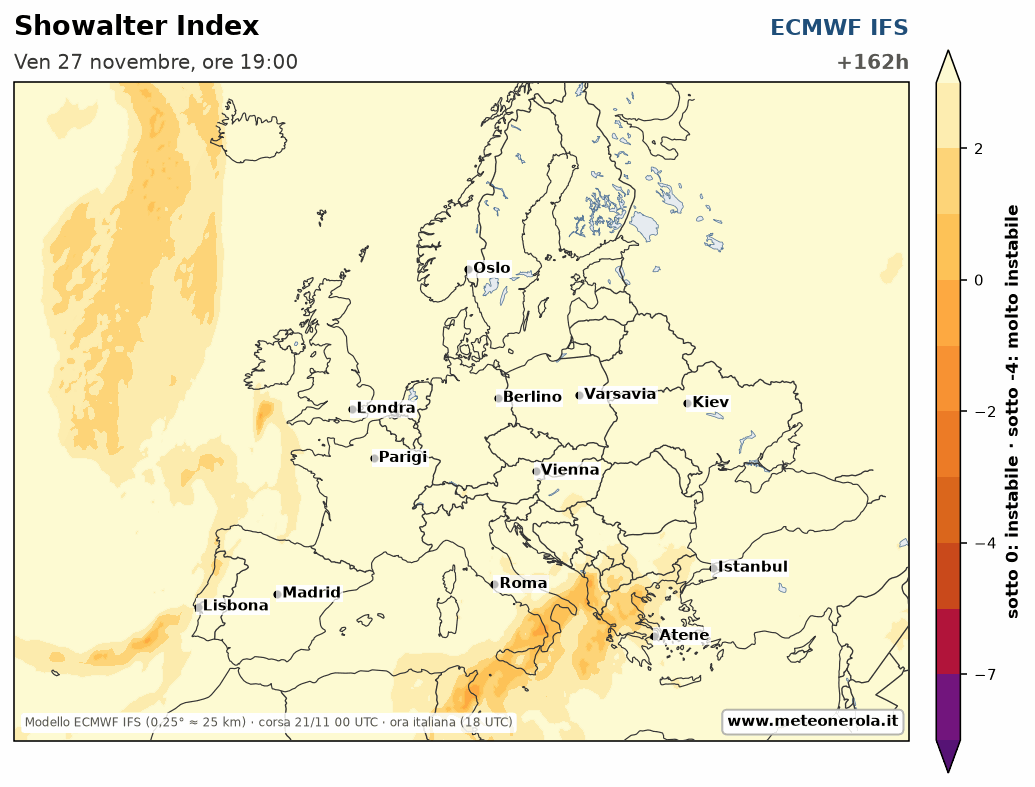 Showalter Index
ECMWF IFS
Ven 27 novembre, ore 19:00
+162h
Oslo
Berlino
Varsavia
Kiev
Londra
Parigi
Vienna
Istanbul
Roma
Madrid
Lisbona
Atene
Modello ECMWF IFS (0,25° ≈ 25 km) · corsa 21/11 00 UTC · ora italiana (18 UTC)
www.meteonerola.it
2
0
−2
−4
−7
sotto 0: instabile · sotto -4: molto instabile